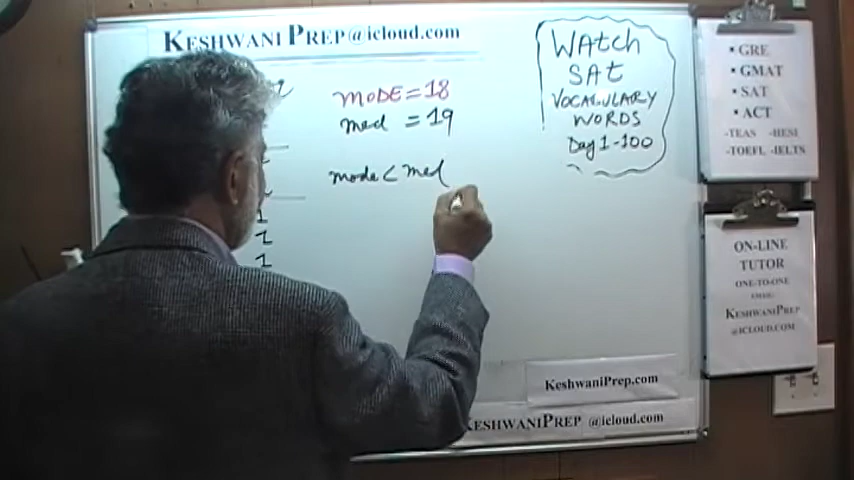 KESHWANI PREP@icloud.com
MODE=18
med =19
mode < med
WAtch
SAt
VOCABULARY
WORDS
Day 1-100
▪ GRE
▪ GMAT
▪ SAT
▪ ACT
-TEAS -HESI
-TOEFL -IELTS
ON-LINE
TUTOR
ONE-TO-ONE
EMAIL:
KESHWANIPREP
@ICLOUD.COM
KESHWANIPREP.COM
KESHWANIPREP @icloud.com